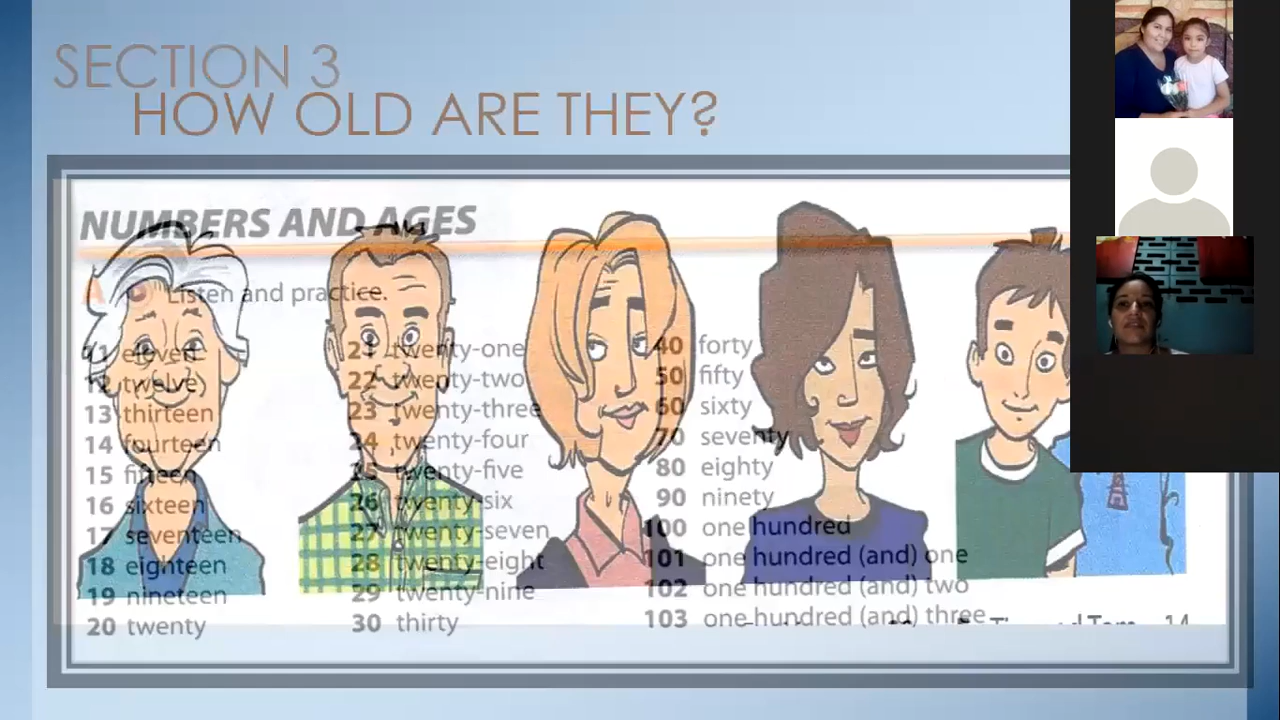 SECTION 3
HOW OLD ARE THEY?
NUMBERS AND AGES
A Listen and practice.
11 eleven
12 twelve
13 thirteen
14 fourteen
15 fifteen
16 sixteen
17 seventeen
18 eighteen
19 nineteen
20 twenty
21 twenty-one
22 twenty-two
23 twenty-three
24 twenty-four
25 twenty-five
26 twenty-six
27 twenty-seven
28 twenty-eight
29 twenty-nine
30 thirty
40 forty
50 fifty
60 sixty
70 seventy
80 eighty
90 ninety
100 one hundred
101 one hundred (and) one
102 one hundred (and) two
103 one hundred (and) three